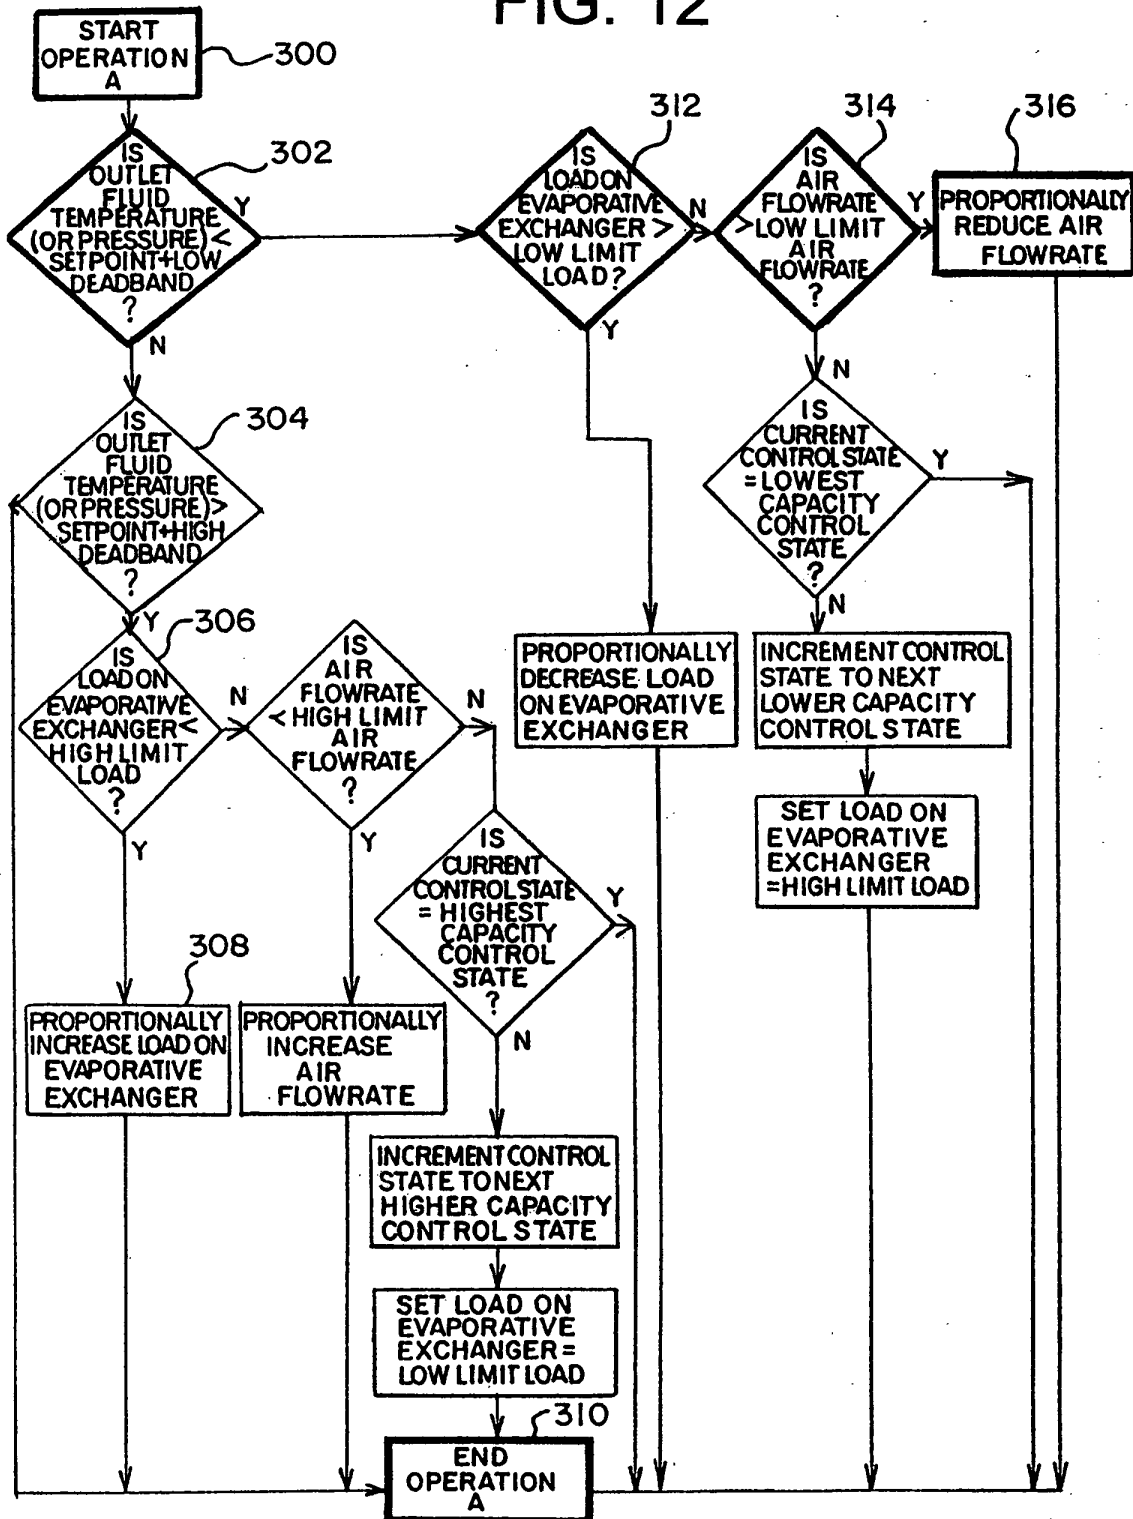 FIG. 12
START
OPERATION
A
300
IS
OUTLET
FLUID
TEMPERATURE
(OR PRESSURE)<
SETPOINT+LOW
DEADBAND
?
302
Y
N
IS
LOAD ON
EVAPORATIVE
EXCHANGER >
LOW LIMIT
LOAD?
312
N
Y
IS
AIR
FLOWRATE
>LOW LIMIT
AIR
FLOWRATE
?
314
Y
N
PROPORTIONALLY
REDUCE AIR
FLOWRATE
316
IS
OUTLET
FLUID
TEMPERATURE
(OR PRESSURE)>
SETPOINT+HIGH
DEADBAND
?
304
Y
IS
CURRENT
CONTROL STATE
=LOWEST
CAPACITY
CONTROL
STATE
?
Y
N
IS
LOAD ON
EVAPORATIVE
EXCHANGER<
HIGH LIMIT
LOAD
?
306
N
Y
IS
AIR
FLOWRATE
<HIGH LIMIT
AIR
FLOWRATE
?
N
Y
PROPORTIONALLY
DECREASE LOAD
ON EVAPORATIVE
EXCHANGER
INCREMENT CONTROL
STATE TO NEXT
LOWER CAPACITY
CONTROL STATE
SET LOAD ON
EVAPORATIVE
EXCHANGER
=HIGH LIMIT LOAD
IS
CURRENT
CONTROL STATE
=HIGHEST
CAPACITY
CONTROL
STATE
?
Y
N
308
PROPORTIONALLY
INCREASE LOAD ON
EVAPORATIVE
EXCHANGER
PROPORTIONALLY
INCREASE
AIR
FLOWRATE
INCREMENT CONTROL
STATE TO NEXT
HIGHER CAPACITY
CONTROL STATE
SET LOAD ON
EVAPORATIVE
EXCHANGER=
LOW LIMIT LOAD
310
END
OPERATION
A